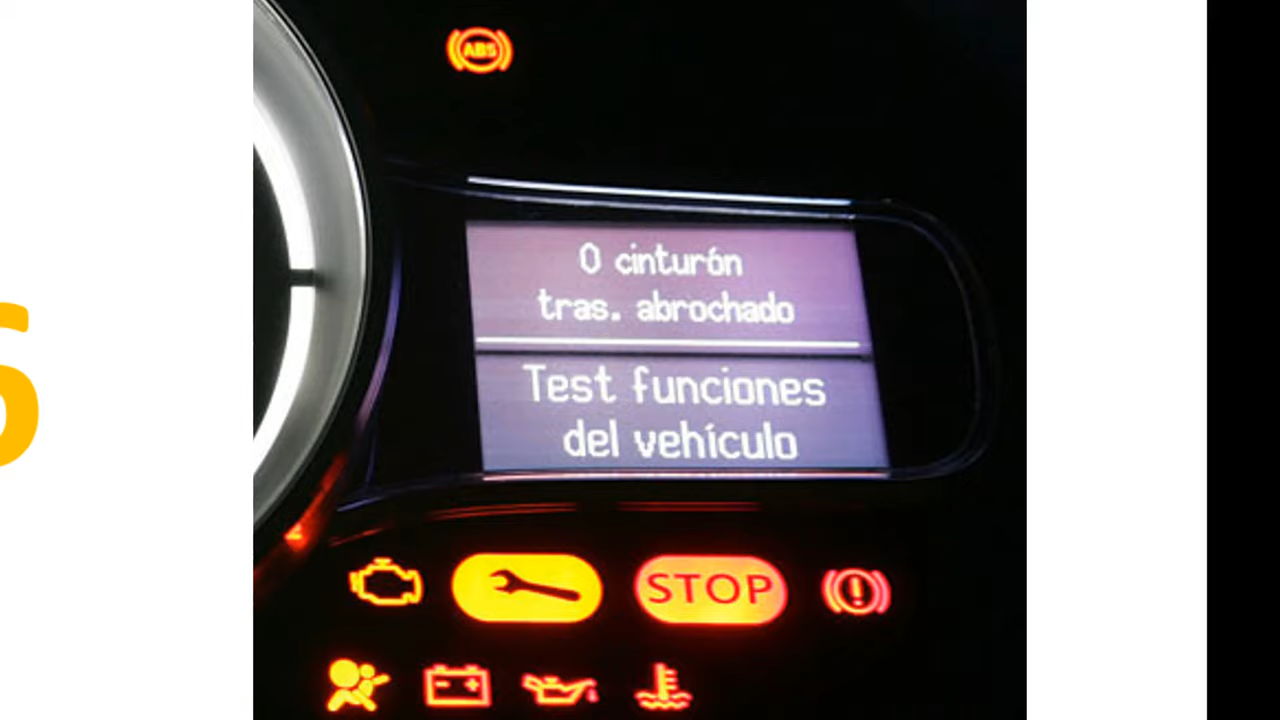 ABS
0 cinturón
tras. abrochado
Test funciones
del vehículo
STOP